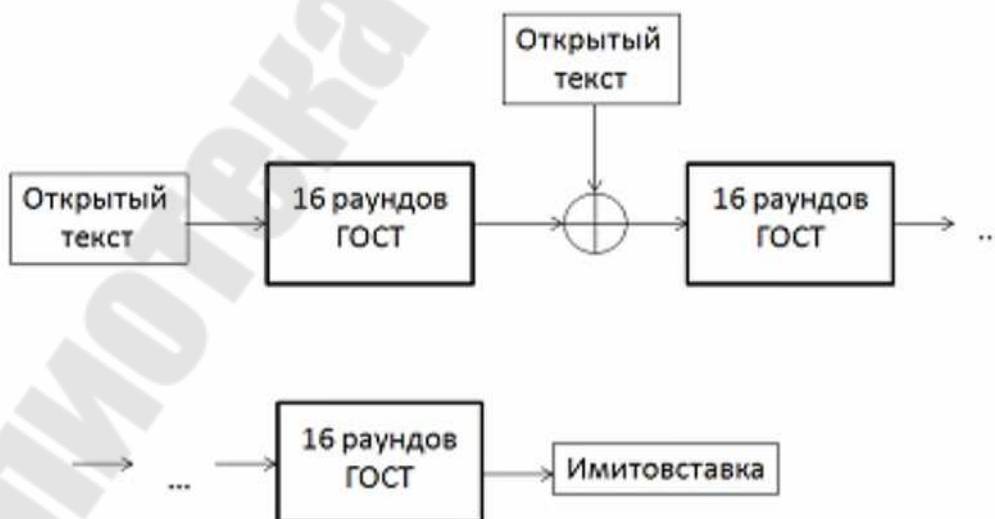 Открытый
текст
Открытый
текст
16 раундов
ГОСТ
16 раундов
ГОСТ
...
...
16 раундов
ГОСТ
Имитовставка